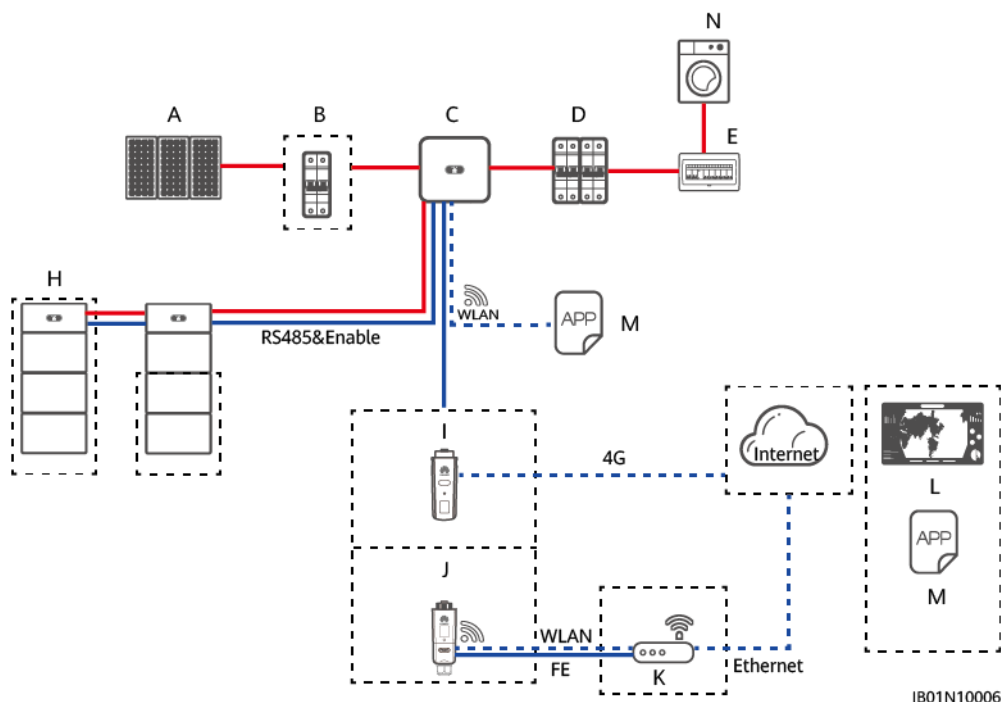 N
A
B
C
D
E
H
WLAN
APP
M
RS485&Enable
I
4G
Internet
L
APP
M
J
WLAN
FE
K
Ethernet
IB01N10006